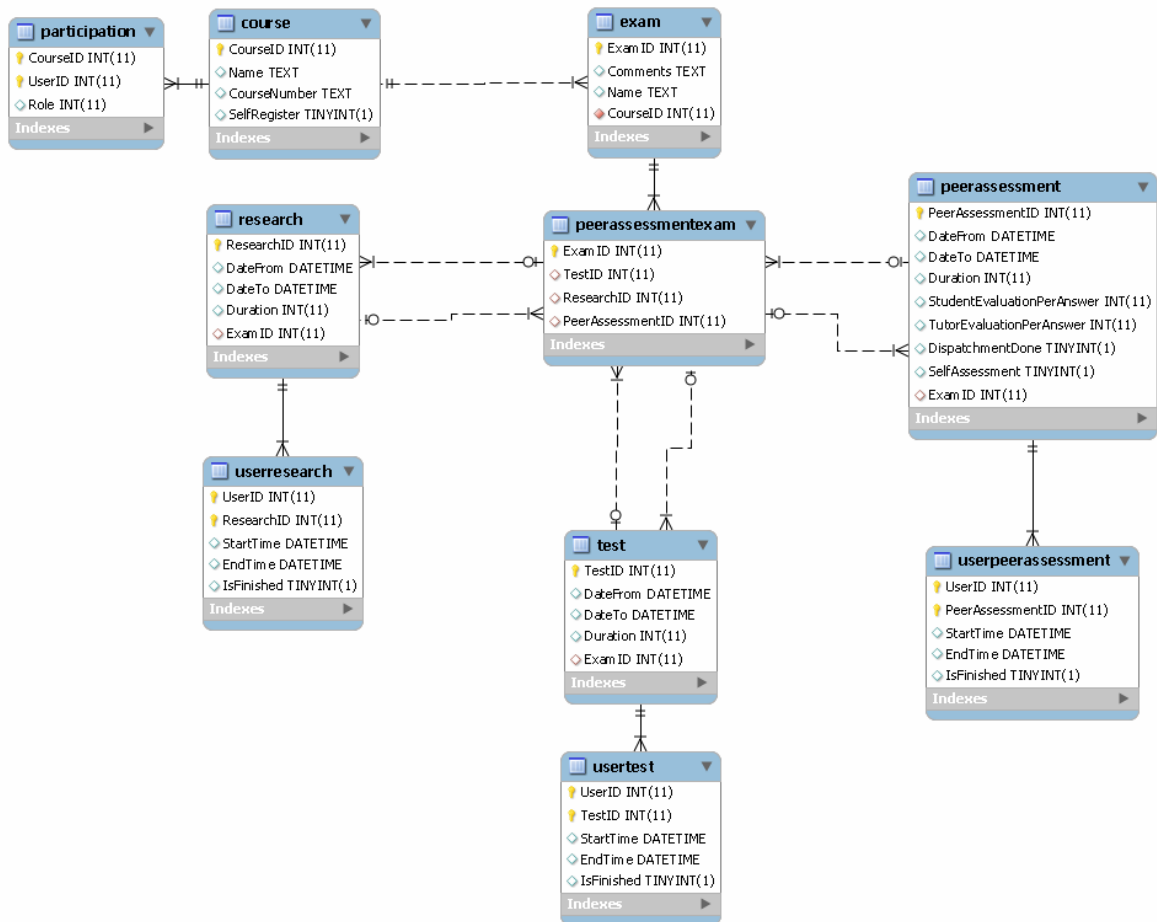 participation
CourseID INT(11)
UserID INT(11)
Role INT(11)
Indexes
course
CourseID INT(11)
Name TEXT
CourseNumber TEXT
SelfRegister TINYINT(1)
Indexes
exam
ExamID INT(11)
Comments TEXT
Name TEXT
CourseID INT(11)
Indexes
research
ResearchID INT(11)
DateFrom DATETIME
DateTo DATETIME
Duration INT(11)
ExamID INT(11)
Indexes
peerassessmentexam
ExamID INT(11)
TestID INT(11)
ResearchID INT(11)
PeerAssessmentID INT(11)
Indexes
peerassessment
PeerAssessmentID INT(11)
DateFrom DATETIME
DateTo DATETIME
Duration INT(11)
StudentEvaluationPerAnswer INT(11)
TutorEvaluationPerAnswer INT(11)
DispatchmentDone TINYINT(1)
SelfAssessment TINYINT(1)
ExamID INT(11)
Indexes
userresearch
UserID INT(11)
ResearchID INT(11)
StartTime DATETIME
EndTime DATETIME
IsFinished TINYINT(1)
Indexes
test
TestID INT(11)
DateFrom DATETIME
DateTo DATETIME
Duration INT(11)
ExamID INT(11)
Indexes
userpeerassessment
UserID INT(11)
PeerAssessmentID INT(11)
StartTime DATETIME
EndTime DATETIME
IsFinished TINYINT(1)
Indexes
usertest
UserID INT(11)
TestID INT(11)
StartTime DATETIME
EndTime DATETIME
IsFinished TINYINT(1)
Indexes